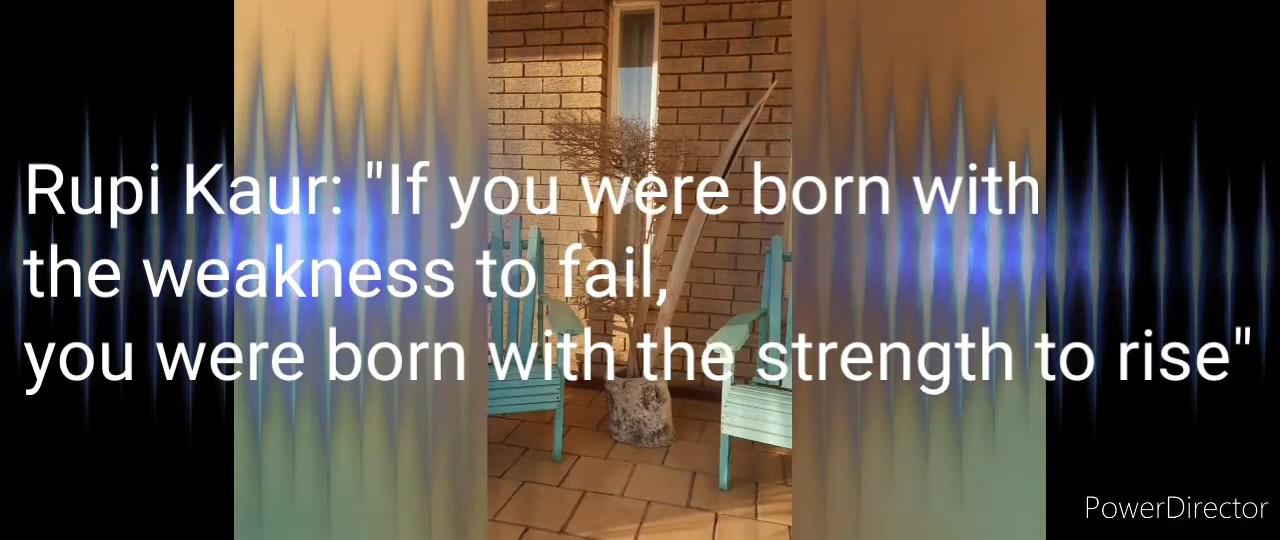 Rupi Kaur: "If you were born with
the weakness to fail,
you were born with the strength to rise"
PowerDirector